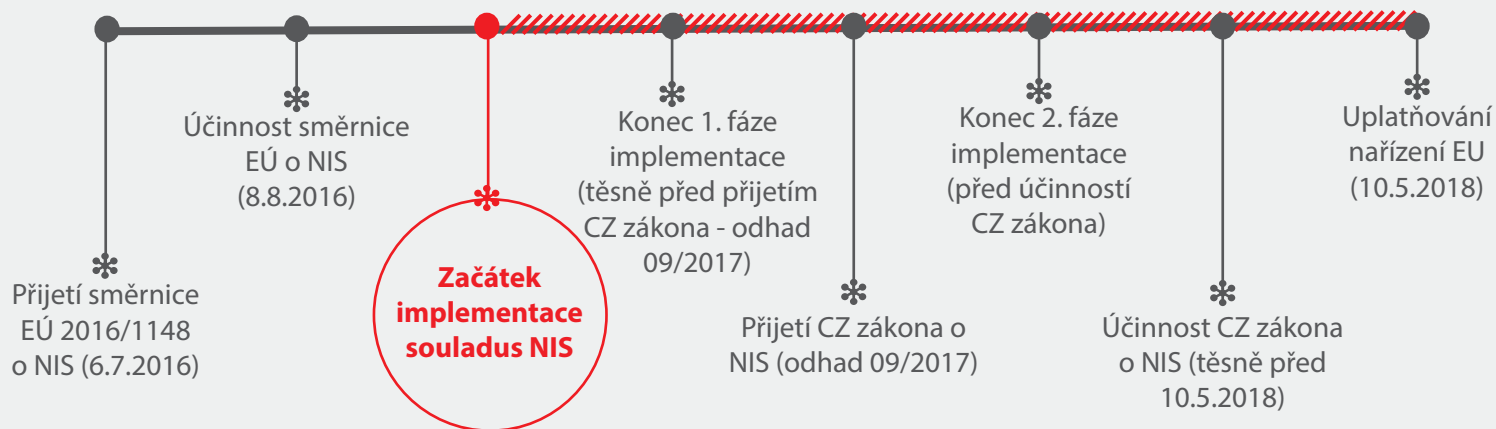 Přijetí směrnice
EÚ 2016/1148
o NIS (6.7.2016)
Účinnost směrnice
EÚ o NIS
(8.8.2016)
Začátek
implementace
souladus NIS
Konec 1. fáze
implementace
(těsně před přijetím
CZ zákona - odhad
09/2017)
Přijetí CZ zákona o
NIS (odhad 09/2017)
Konec 2. fáze
implementace
(před účinností
CZ zákona)
Účinnost CZ zákona
o NIS (těsně před
10.5.2018)
Uplatňování
nařízení EU
(10.5.2018)